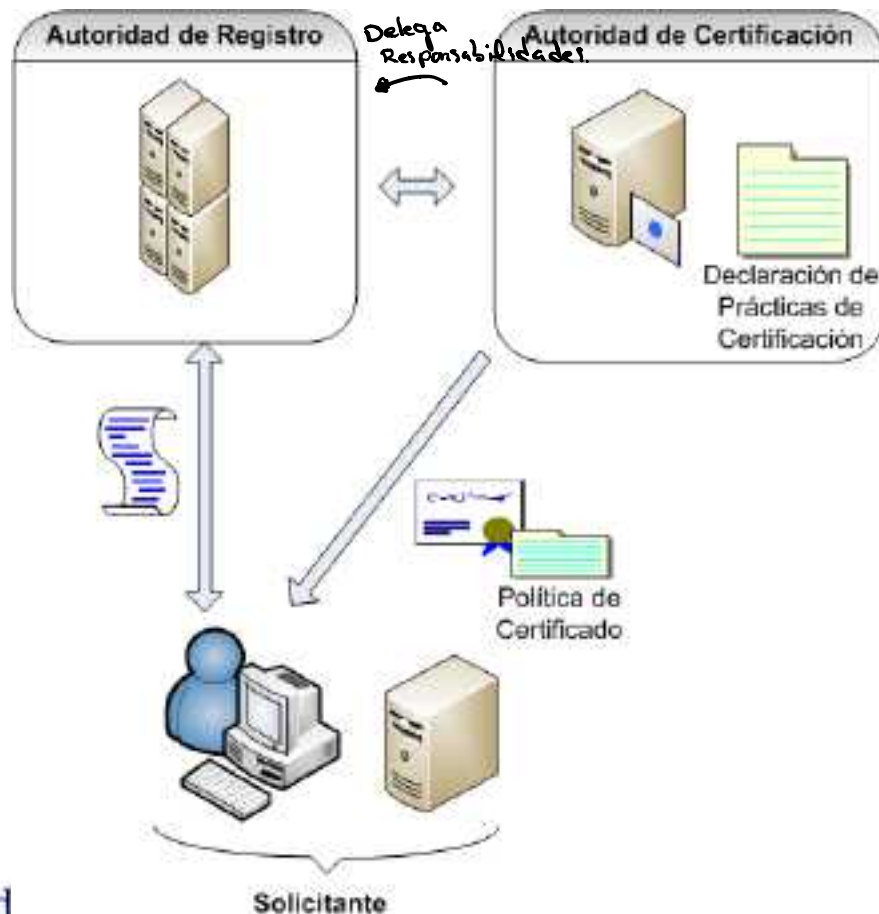 Autoridad de Registro
Delega
Responsabilidades.
Autoridad de Certificación
Declaración de
Prácticas de
Certificación
Política de
Certificado
Solicitante